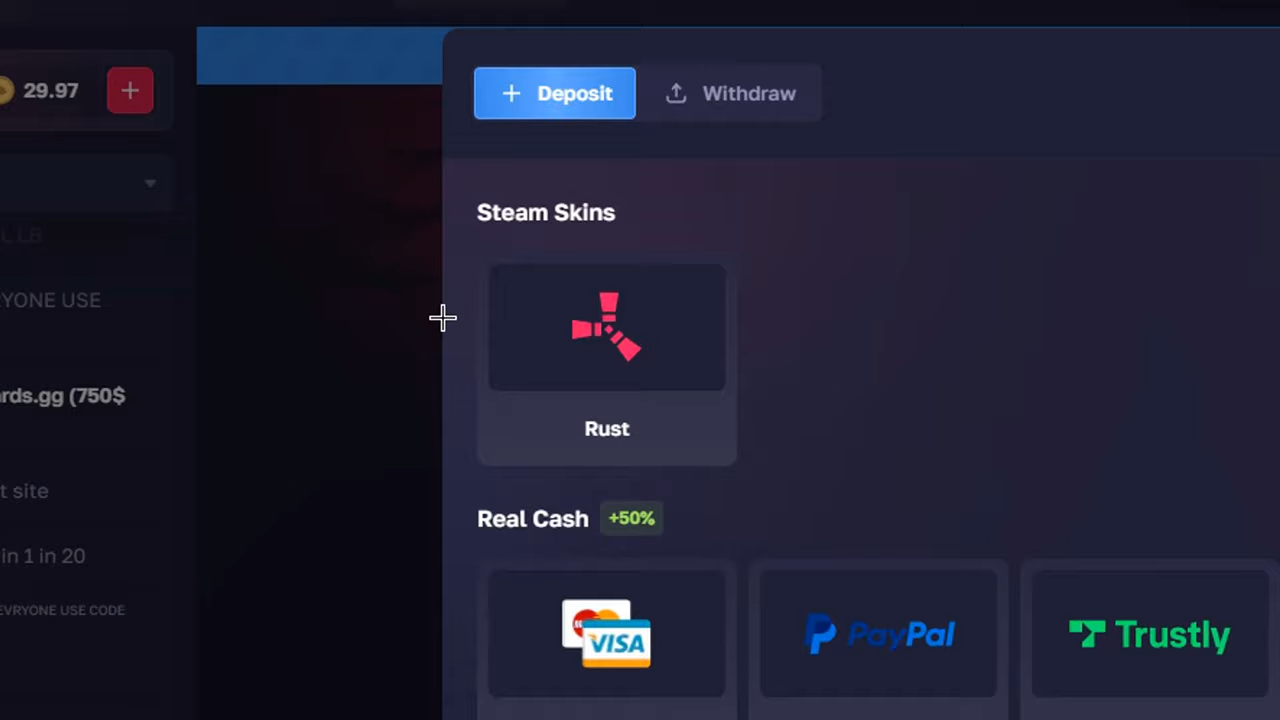 29.97
Deposit
Withdraw
L LB
YONE USE
rds.gg (750$
t site
in 1 in 20
EVRYONE USE CODE
Steam Skins
Rust
Real Cash +50%
VISA
PayPal
Trustly